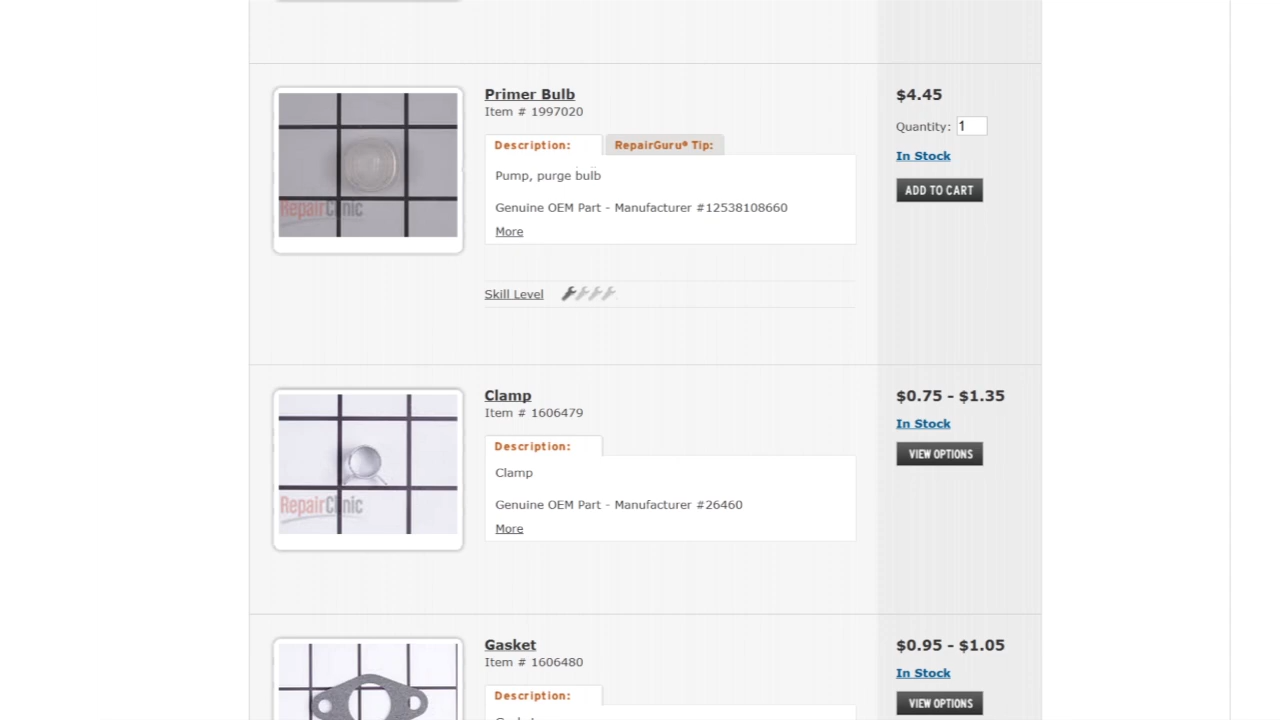 Primer Bulb
Item # 1997020
Description:
RepairGuru® Tip:
Pump, purge bulb
Genuine OEM Part - Manufacturer #12538108660
More
Skill Level
$4.45
Quantity: 1
In Stock
ADD TO CART
RepairClinic
Clamp
Item # 1606479
Description:
Clamp
Genuine OEM Part - Manufacturer #26460
More
$0.75 - $1.35
In Stock
VIEW OPTIONS
RepairClinic
Gasket
Item # 1606480
Description:
$0.95 - $1.05
In Stock
VIEW OPTIONS